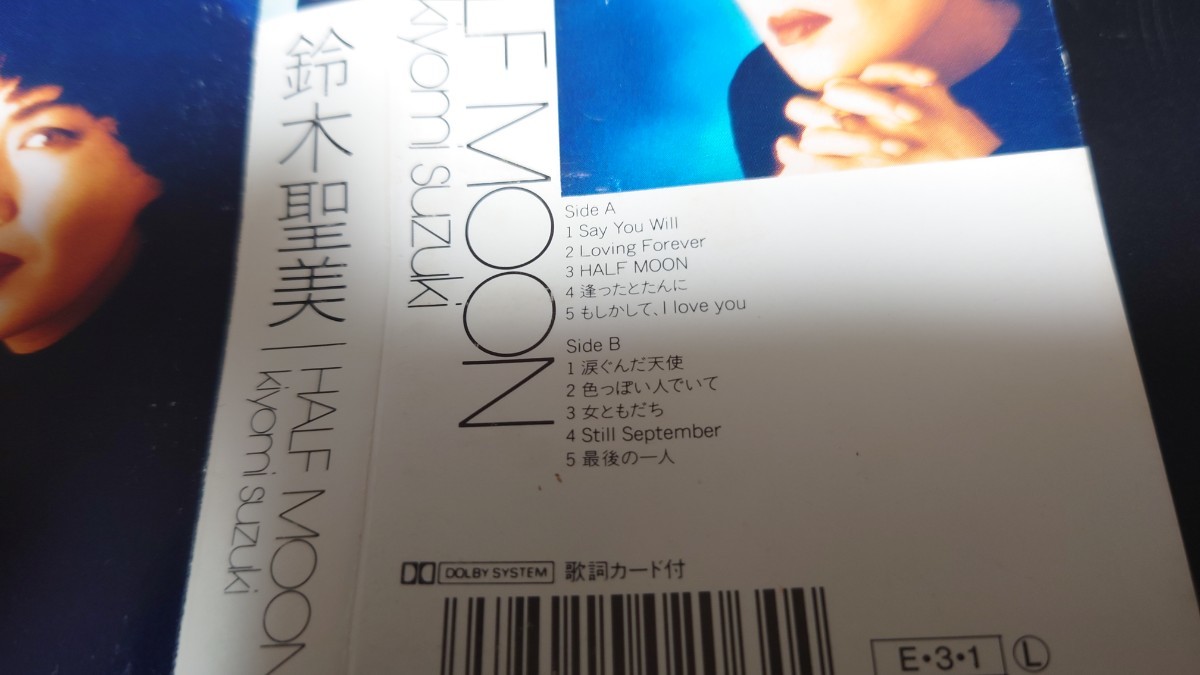 鈴木聖美 | HALF MOON
kiyomi suzuki
MOON
kiyomi suzuki
Side A
1 Say You Will
2 Loving Forever
3 HALF MOON
4 逢ったとたんに
5 もしかして、I love you
Side B
1 涙ぐんだ天使
2 色っぽい人でいて
3 女ともだち
4 Still September
5 最後の一人
DOLBY SYSTEM 歌詞カード付
E・3・1 L